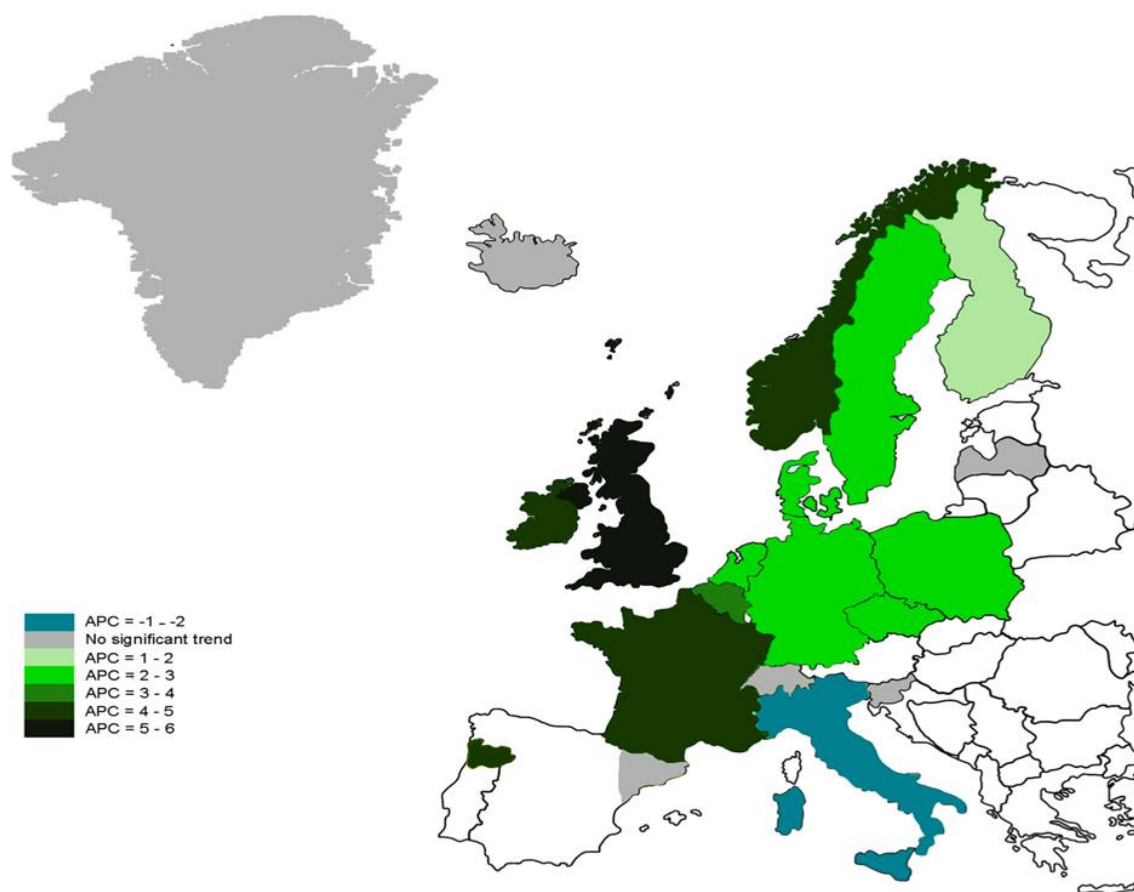 APC = -1 - -2
No significant trend
APC = 1 - 2
APC = 2 - 3
APC = 3 - 4
APC = 4 - 5
APC = 5 - 6